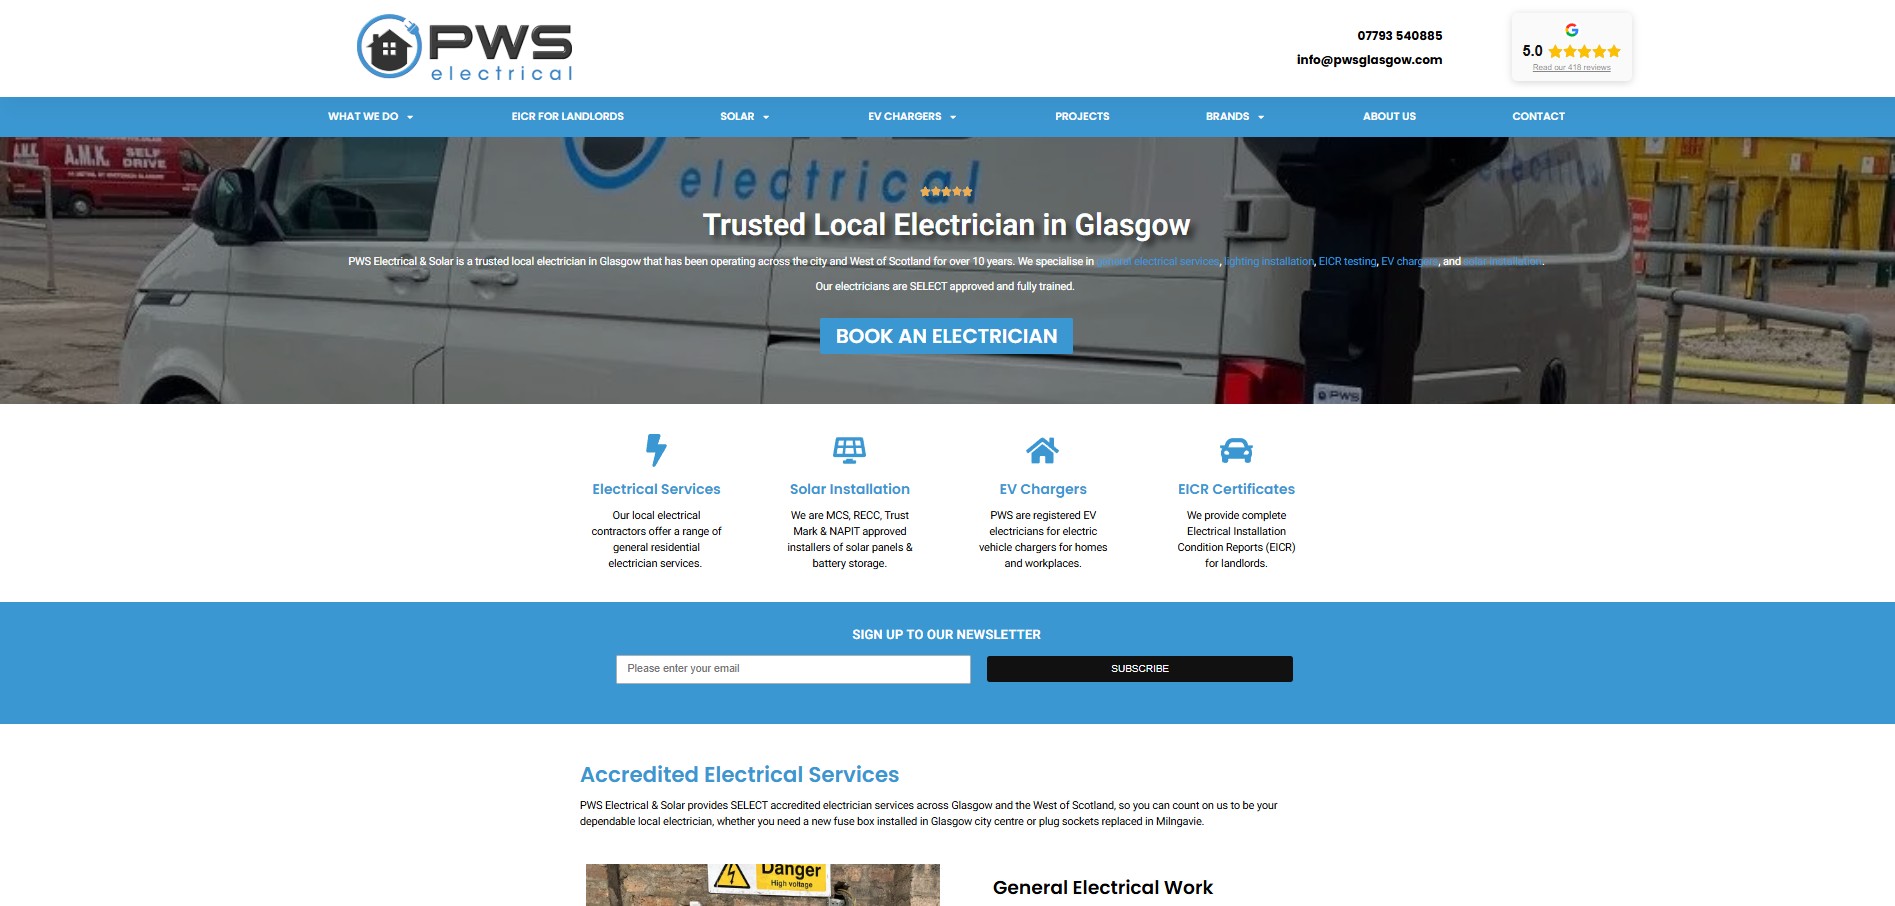 PWS
electrical
07793 540885
info@pwsglasgow.com
5.0
Read our 418 reviews
WHAT WE DO
EICR FOR LANDLORDS
SOLAR
EV CHARGERS
PROJECTS
BRANDS
ABOUT US
CONTACT
A.M.K.
A.M.K. SELF
DRIVE
electrical
electrical
Trusted Local Electrician in Glasgow
PWS Electrical & Solar is a trusted local electrician in Glasgow that has been operating across the city and West of Scotland for over 10 years. We specialise in general electrical services, lighting installation, EICR testing, EV chargers, and solar installation.
Our electricians are SELECT approved and fully trained.
BOOK AN ELECTRICIAN
PWS
Electrical Services
Our local electrical
contractors offer a range of
general residential
electrician services.
Solar Installation
We are MCS, RECC, Trust
Mark & NAPIT approved
installers of solar panels &
battery storage.
EV Chargers
PWS are registered EV
electricians for electric
vehicle chargers for homes
and workplaces.
EICR Certificates
We provide complete
Electrical Installation
Condition Reports (EICR)
for landlords.
SIGN UP TO OUR NEWSLETTER
Please enter your email
SUBSCRIBE
Accredited Electrical Services
PWS Electrical & Solar provides SELECT accredited electrician services across Glasgow and the West of Scotland, so you can count on us to be your
dependable local electrician, whether you need a new fuse box installed in Glasgow city centre or plug sockets replaced in Milngavie.
Danger
High voltage
General Electrical Work